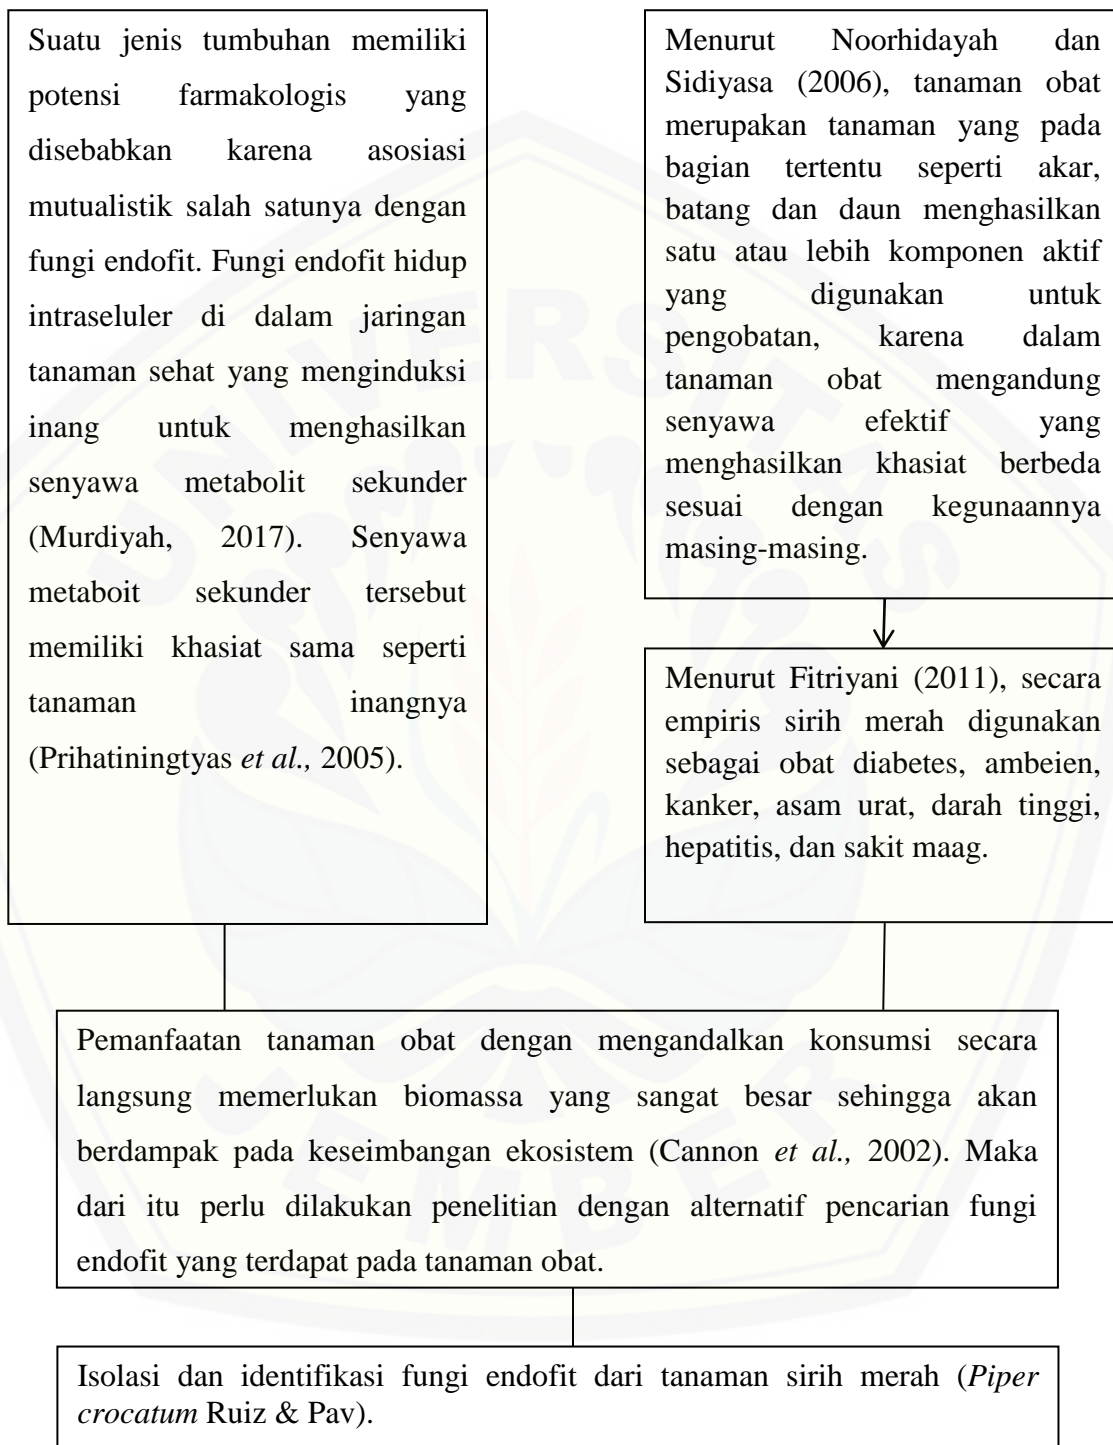 Suatu jenis tumbuhan memiliki
potensi farmakologis yang
disebabkan karena asosiasi
mutualistik salah satunya dengan
fungi endofit. Fungi endofit hidup
intraseluler di dalam jaringan
tanaman sehat yang menginduksi
inang untuk menghasilkan
senyawa metabolit sekunder
(Murdiyah, 2017). Senyawa
metaboit sekunder tersebut
memiliki khasiat sama seperti
tanaman inangnya
(Prihatiningtyas et al., 2005).
Menurut Noorhidayah dan
Sidiyasa (2006), tanaman obat
merupakan tanaman yang pada
bagian tertentu seperti akar,
batang dan daun menghasilkan
satu atau lebih komponen aktif
yang digunakan untuk
pengobatan, karena dalam
tanaman obat mengandung
senyawa efektif yang
menghasilkan khasiat berbeda
sesuai dengan kegunaannya
masing-masing.
Menurut Fitriyani (2011), secara
empiris sirih merah digunakan
sebagai obat diabetes, ambeien,
kanker, asam urat, darah tinggi,
hepatitis, dan sakit maag.
Pemanfaatan tanaman obat dengan mengandalkan konsumsi secara
langsung memerlukan biomassa yang sangat besar sehingga akan
berdampak pada keseimbangan ekosistem (Cannon et al., 2002). Maka
dari itu perlu dilakukan penelitian dengan alternatif pencarian fungi
endofit yang terdapat pada tanaman obat.
Isolasi dan identifikasi fungi endofit dari tanaman sirih merah (Piper
crocatum Ruiz & Pav).
UNIVERSITAS
JEMBER